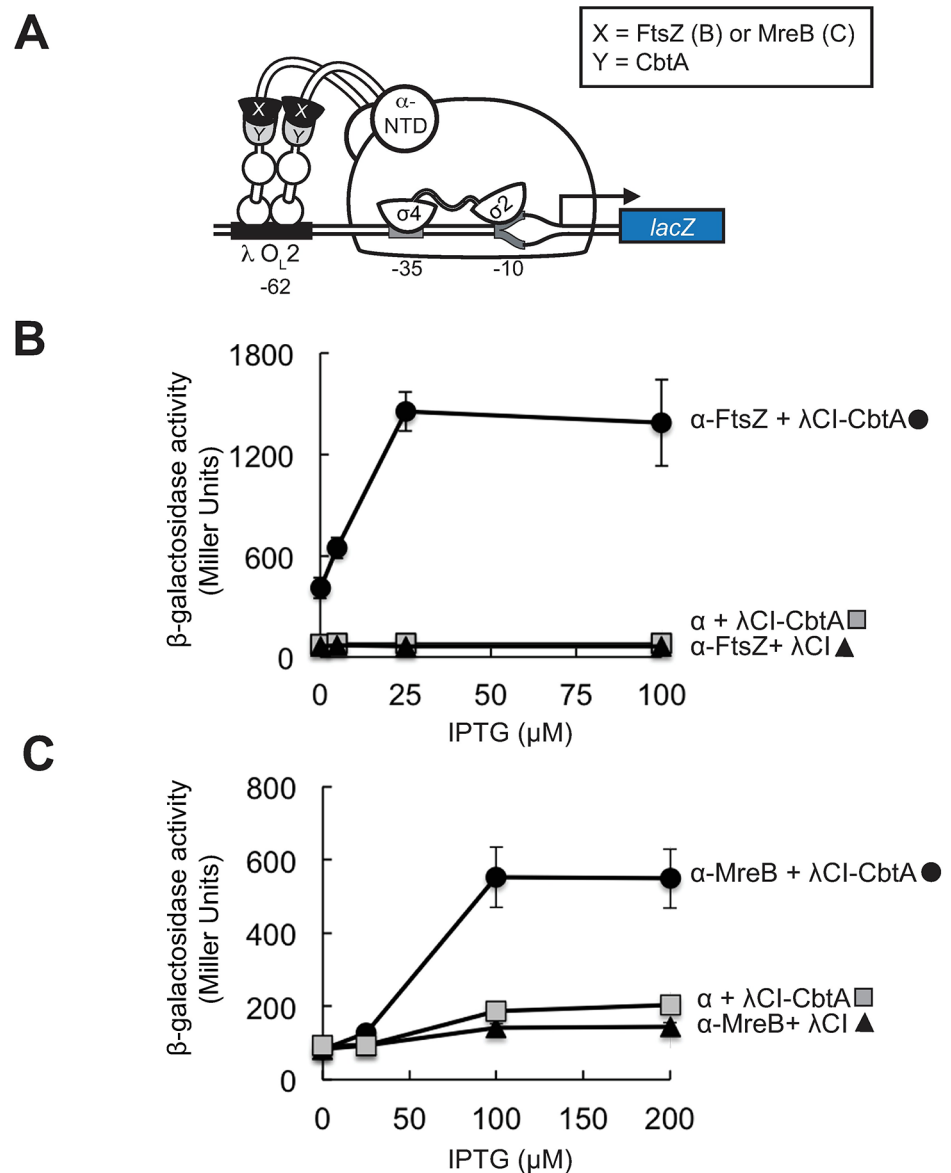 A
X = FtsZ (B) or MreB (C)
Y = CbtA
X
X
Y
Y
α-
NTD
σ4
σ2
lacZ
λ OL2
-62
-35
-10
B
β-galactosidase activity
(Miller Units)
1800
1200
600
0
0
25
50
75
100
IPTG (μM)
α-FtsZ + λCI-CbtA
α + λCI-CbtA
α-FtsZ+ λCI
C
β-galactosidase activity
(Miller Units)
800
600
400
200
0
0
50
100
150
200
IPTG (μM)
α-MreB + λCI-CbtA
α + λCI-CbtA
α-MreB+ λCI